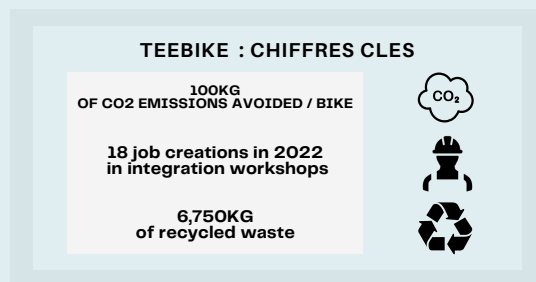 TEEBIKE : CHIFFRES CLES
100KG
OF CO2 EMISSIONS AVOIDED / BIKE
CO₂
18 job creations in 2022
in integration workshops
6,750KG
of recycled waste